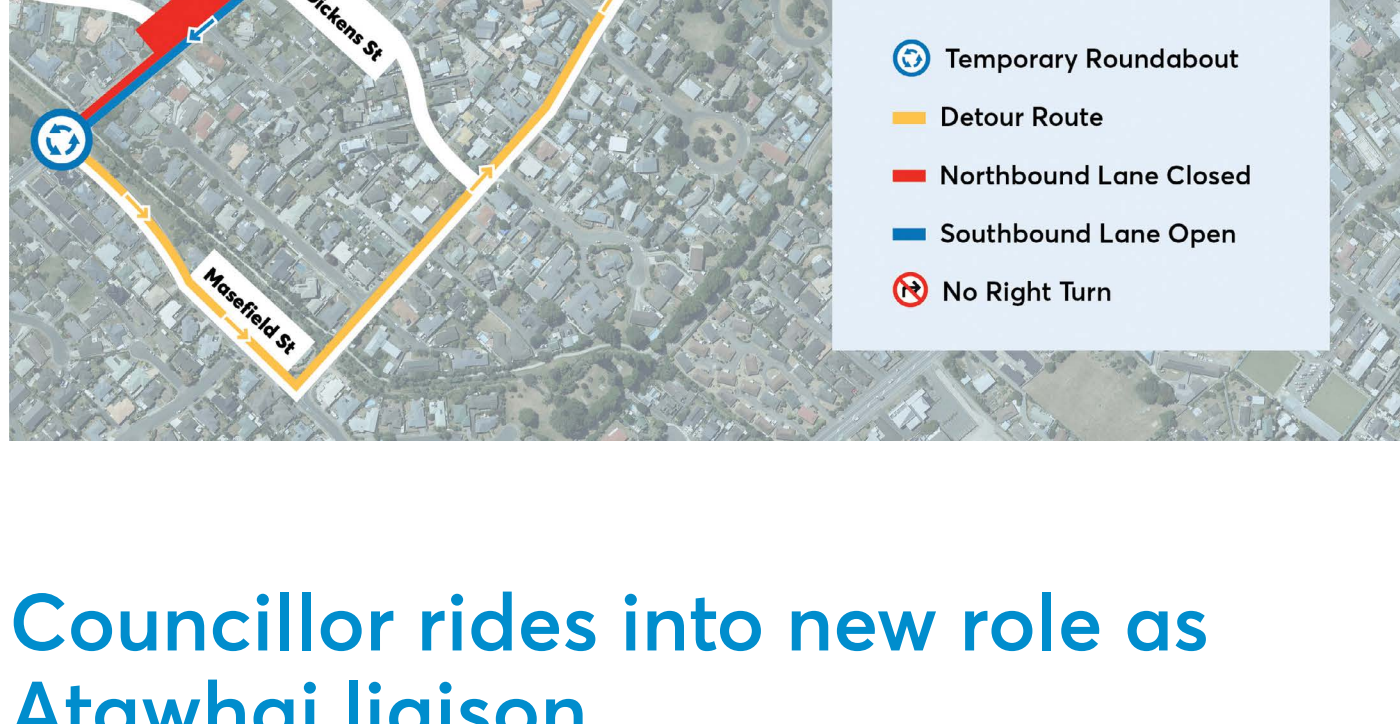 Dickens St
Temporary Roundabout
Detour Route
Northbound Lane Closed
Southbound Lane Open
No Right Turn
Masefield St
Councillor rides into new role as
Atawhai liaison